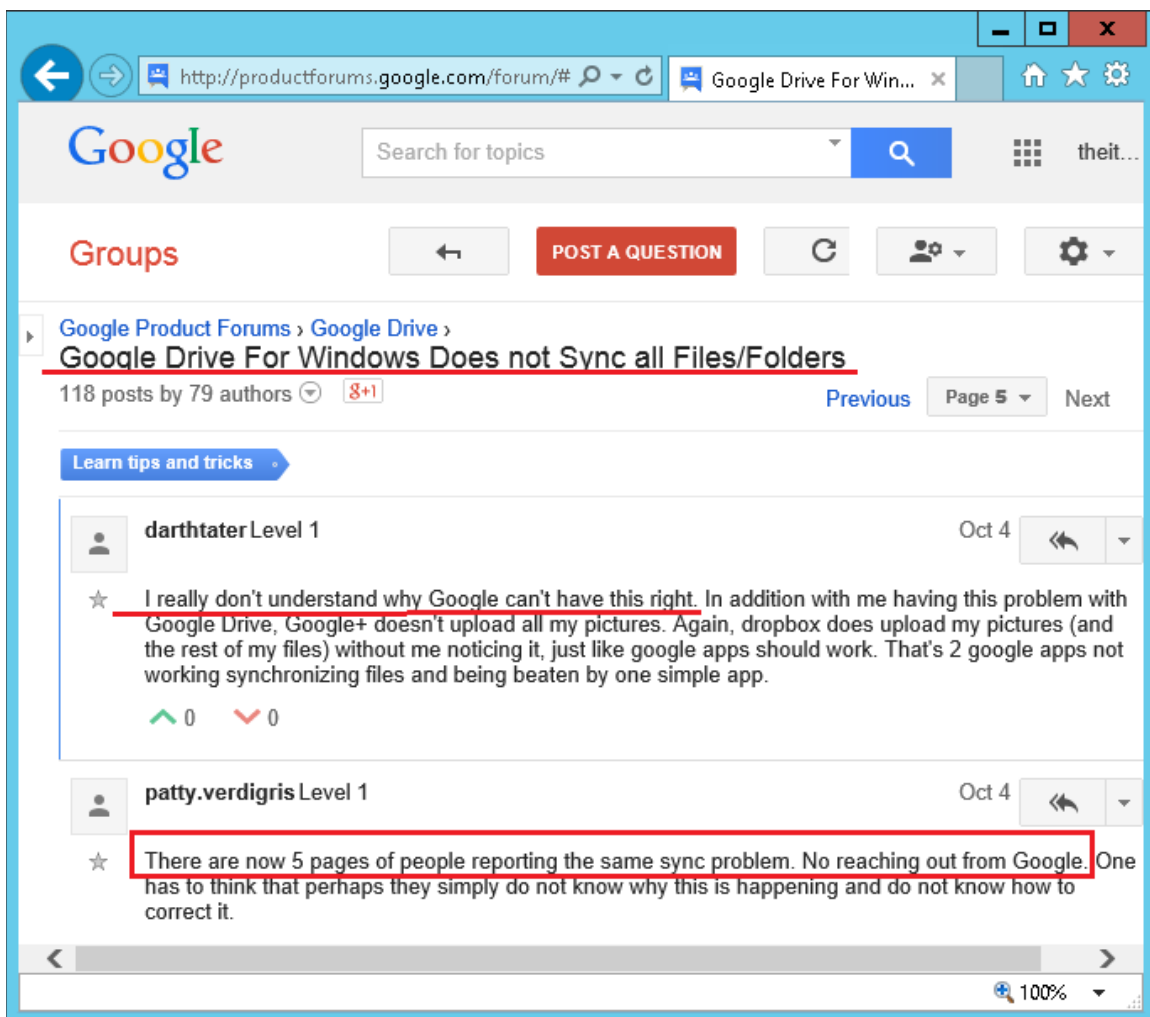 http://productforums.google.com/forum/#
Google Drive For Win...
Google
Search for topics
theit...
Groups
POST A QUESTION
Google Product Forums › Google Drive ›
Google Drive For Windows Does not Sync all Files/Folders
118 posts by 79 authors
g+1
Previous
Page 5
Next
Learn tips and tricks
darthtater Level 1
Oct 4
I really don't understand why Google can't have this right. In addition with me having this problem with
Google Drive, Google+ doesn't upload all my pictures. Again, dropbox does upload my pictures (and
the rest of my files) without me noticing it, just like google apps should work. That's 2 google apps not
working synchronizing files and being beaten by one simple app.
0
0
patty.verdigris Level 1
Oct 4
There are now 5 pages of people reporting the same sync problem. No reaching out from Google. One
has to think that perhaps they simply do not know why this is happening and do not know how to
correct it.
100%